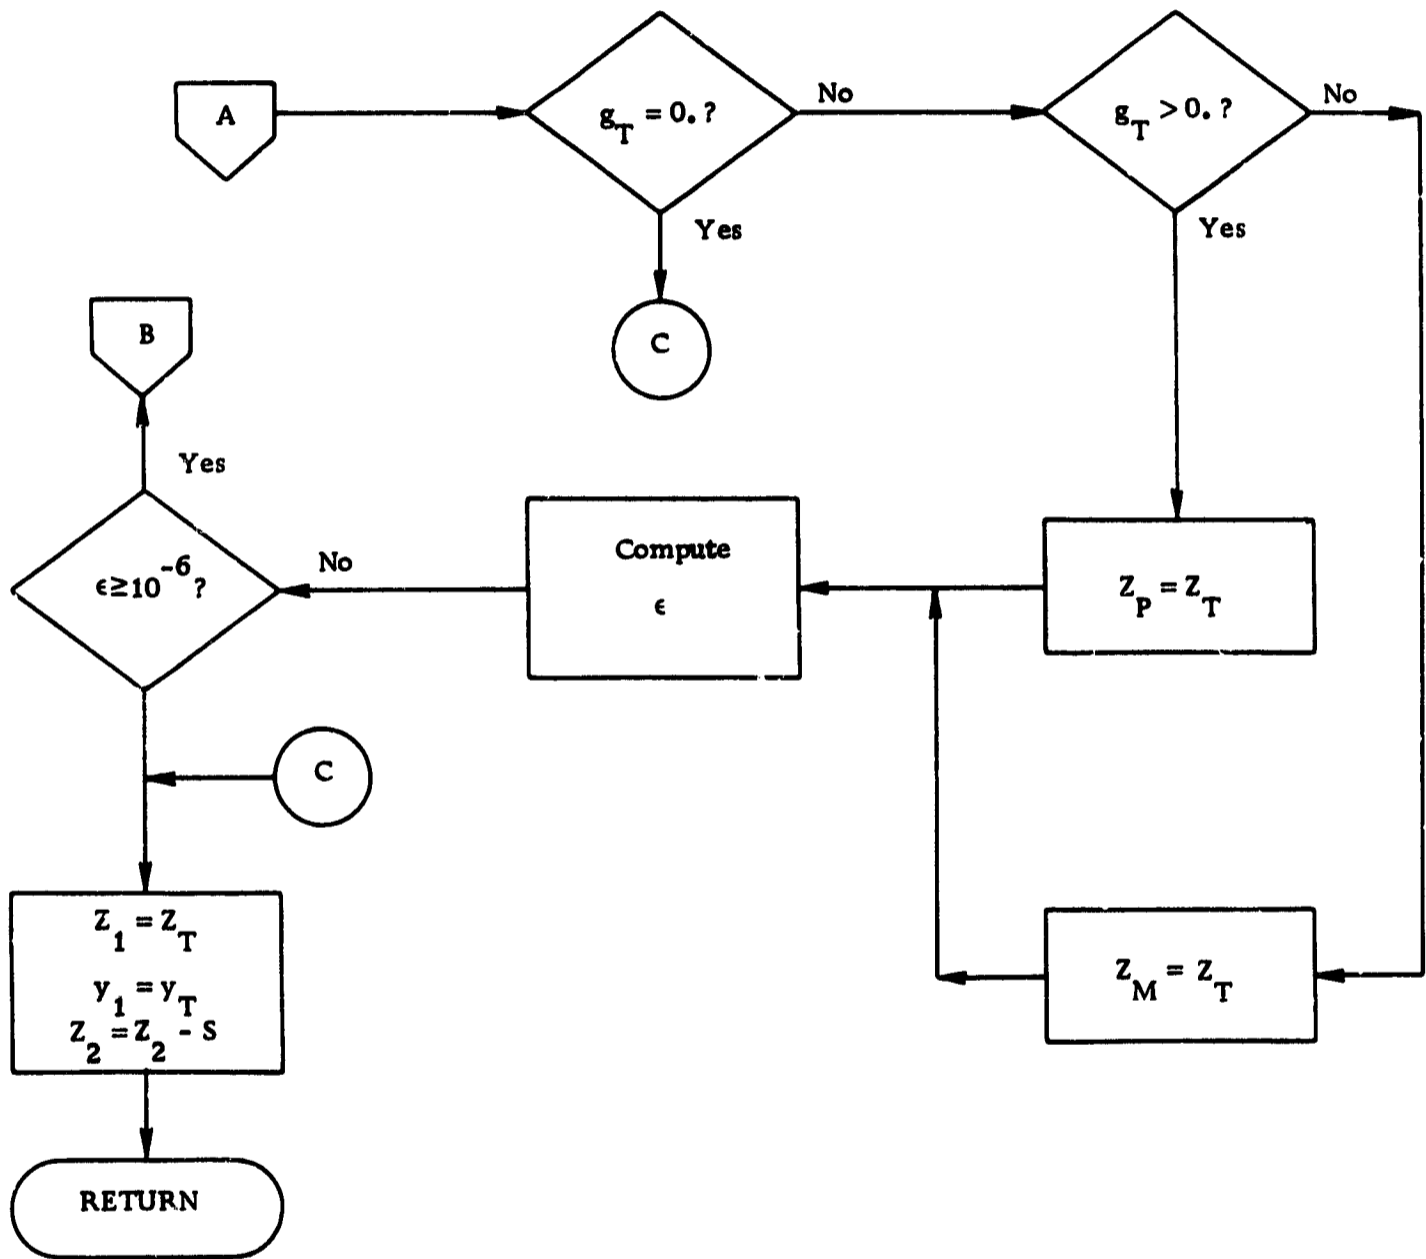 A
g_T = 0. ?
No
g_T > 0. ?
No
Yes
Yes
C
B
Yes
ϵ≥10^-6 ?
No
Compute
ϵ
Z_P = Z_T
C
Z_1 = Z_T
y_1 = y_T
Z_2 = Z_2 - S
Z_M = Z_T
RETURN